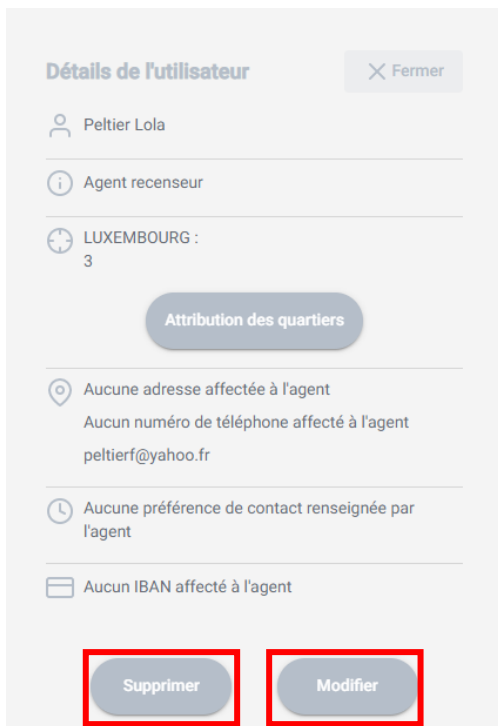 Détails de l'utilisateur
Fermer
Peltier Lola
Agent recenseur
LUXEMBOURG :
3
Attribution des quartiers
Aucune adresse affectée à l'agent
Aucun numéro de téléphone affecté à l'agent
peltierf@yahoo.fr
Aucune préférence de contact renseignée par
l'agent
Aucun IBAN affecté à l'agent
Supprimer
Modifier